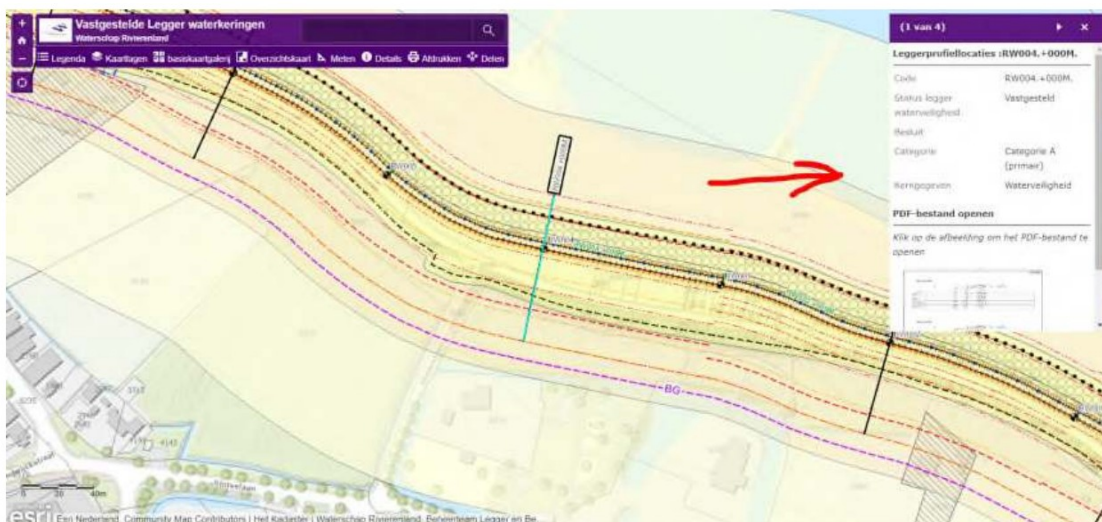 Vastgestelde Legger waterkeringen
Waterschap Rivierenland
Legenda Kaartlagen basiskaartgalerij Overzichtskaart Meten Details Afdrukken Delen
(1 van 4)
Leggerprofiellocaties :RW004.+000M.
Code RW004.+000M.
Status legger Vastgesteld
waterveiligheid
Besluit
Categorie Categorie A
(primair)
Kerngegeven Waterveiligheid
PDF-bestand openen
Klik op de afbeelding om het PDF-bestand te
openen
BG
4145
0 20 40m
esri
Esri Nederland, Community Map Contributors | Het Kadaster | Waterschap Rivierenland, Beheerteam Legger en Be...